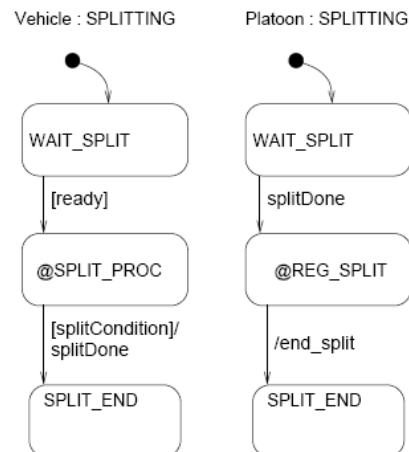 Vehicle : SPLITTING
WAIT_SPLIT
[ready]
@SPLIT_PROC
[splitCondition]/
splitDone
SPLIT_END
Platoon : SPLITTING
WAIT_SPLIT
splitDone
@REG_SPLIT
/end_split
SPLIT_END